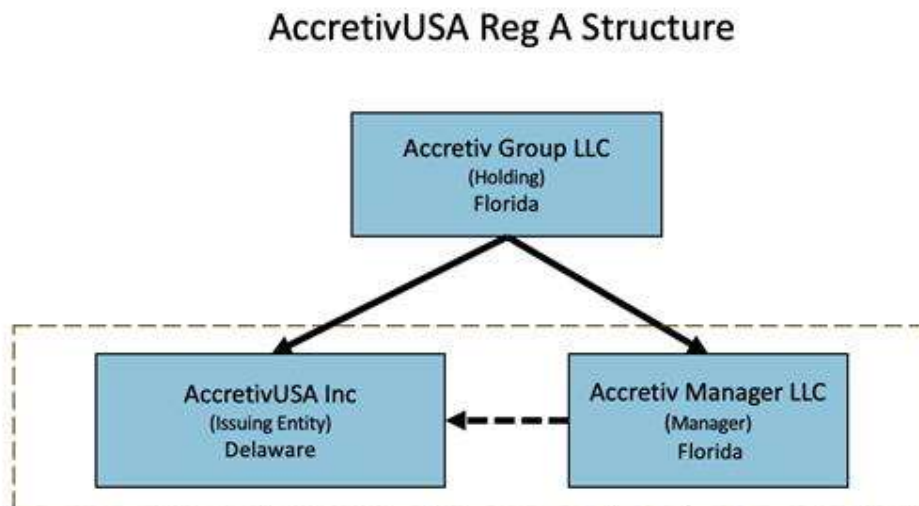 AccretivUSA Reg A Structure
Accretiv Group LLC
(Holding)
Florida
AccretivUSA Inc
(Issuing Entity)
Delaware
Accretiv Manager LLC
(Manager)
Florida